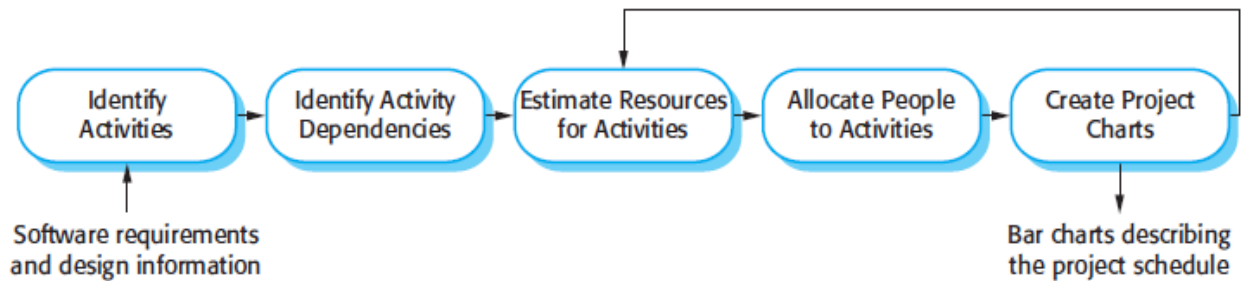 Identify
Activities
Identify Activity
Dependencies
Estimate Resources
for Activities
Allocate People
to Activities
Create Project
Charts
Software requirements
and design information
Bar charts describing
the project schedule